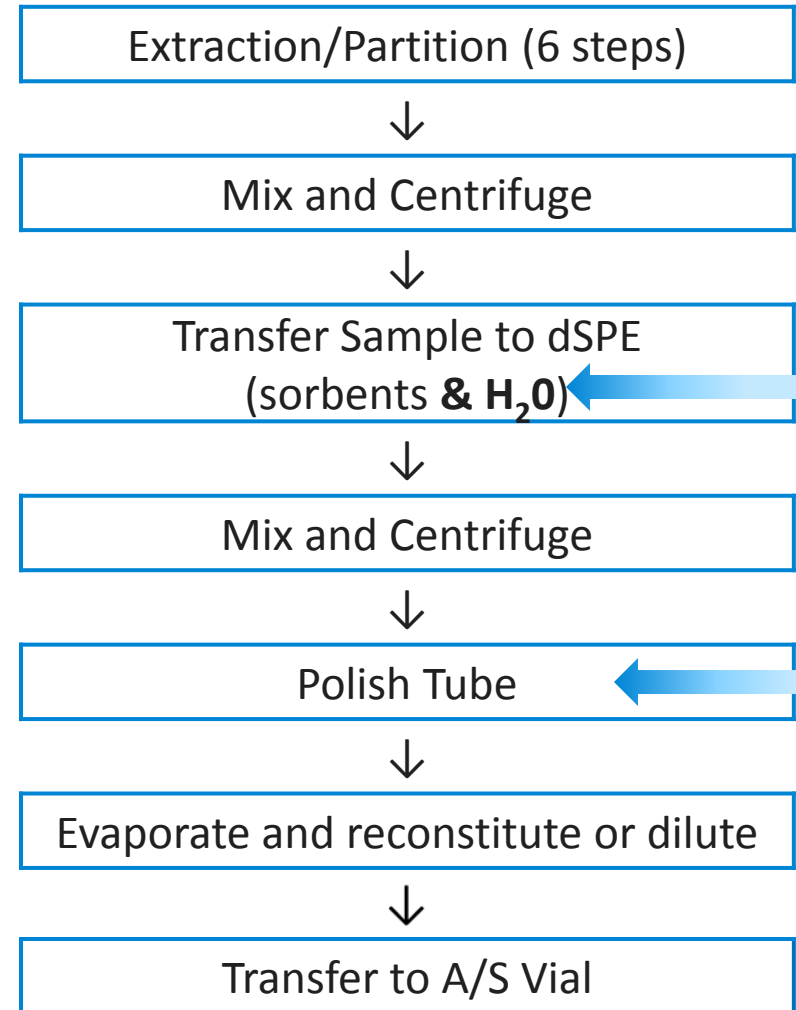 Extraction/Partition (6 steps)
↓
Mix and Centrifuge
↓
Transfer Sample to dSPE
(sorbents & H₂0)
↓
Mix and Centrifuge
↓
Polish Tube
↓
Evaporate and reconstitute or dilute
↓
Transfer to A/S Vial